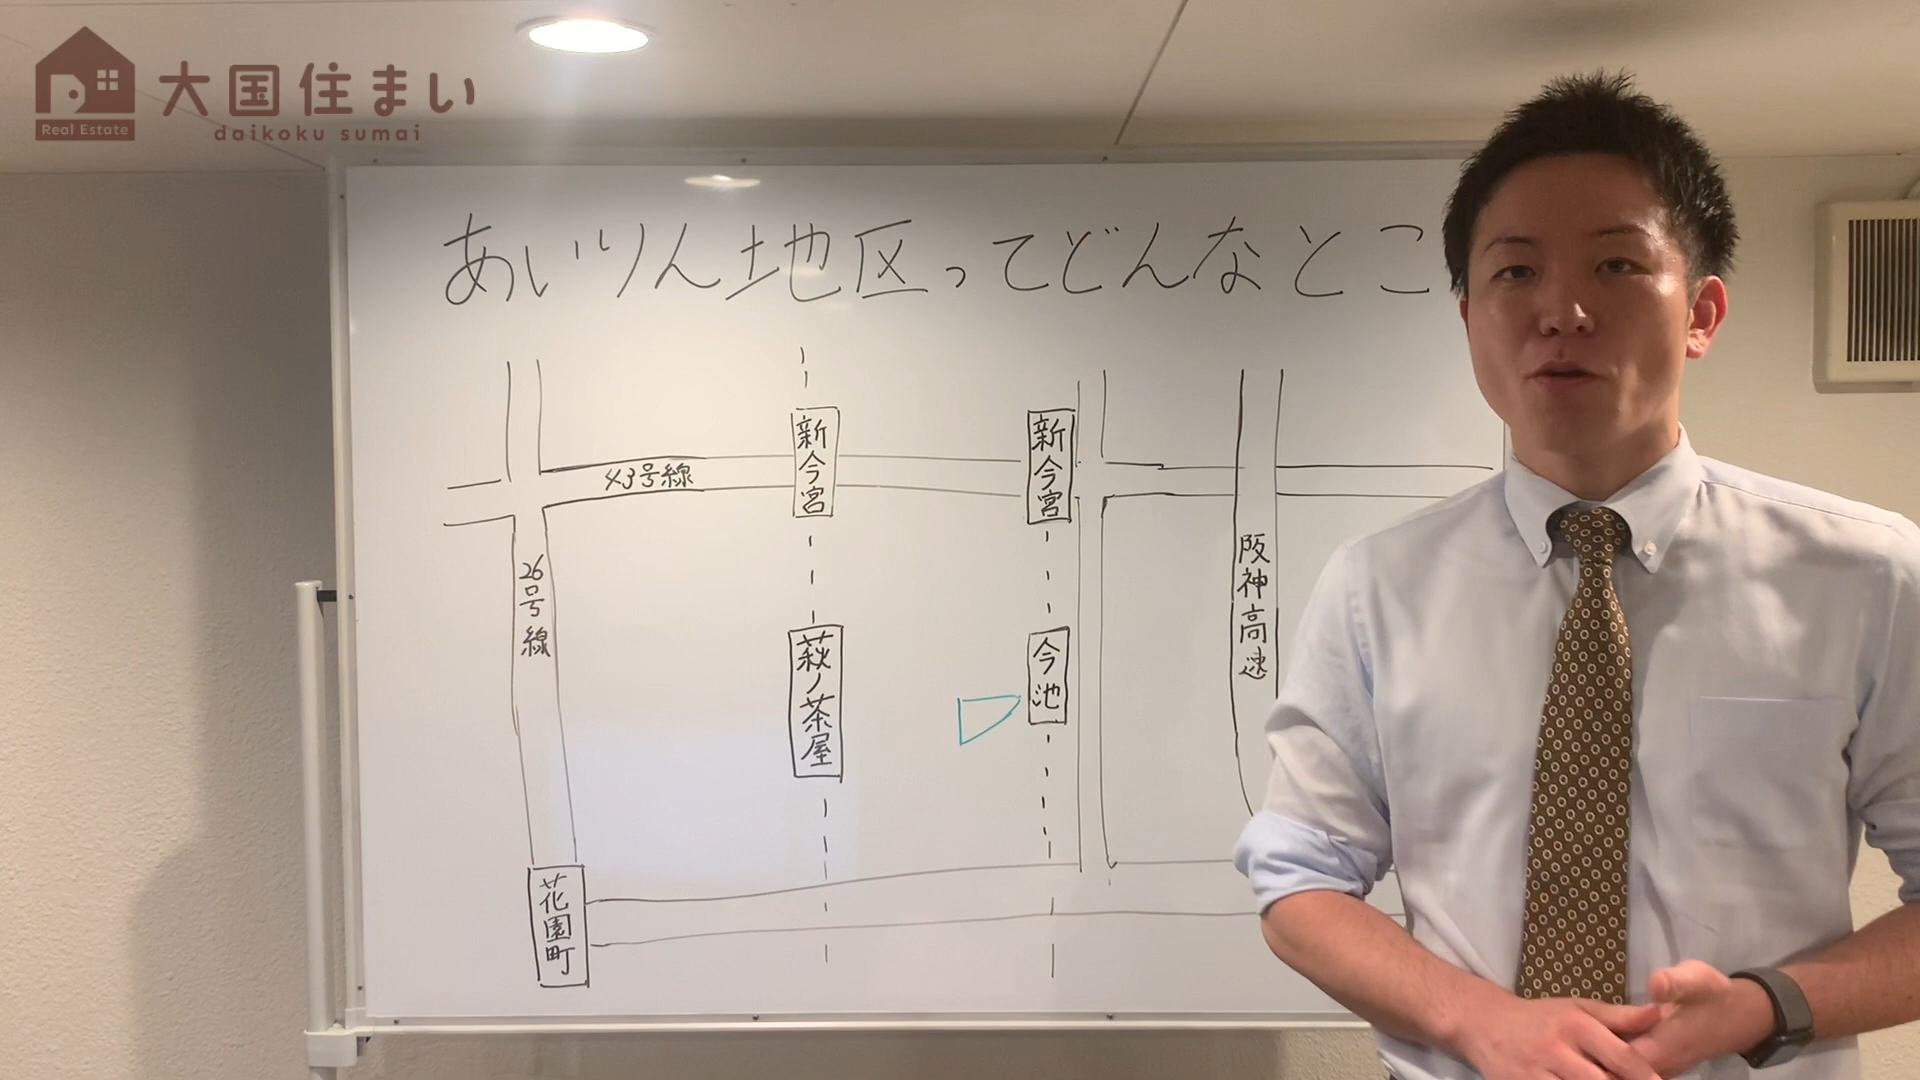 大国住まい
daikoku sumai
Real Estate
あいりん地区ってどんなとこ
43号線
新今宮
新今宮
26号線
阪神高速
萩ノ茶屋
今池
花園町